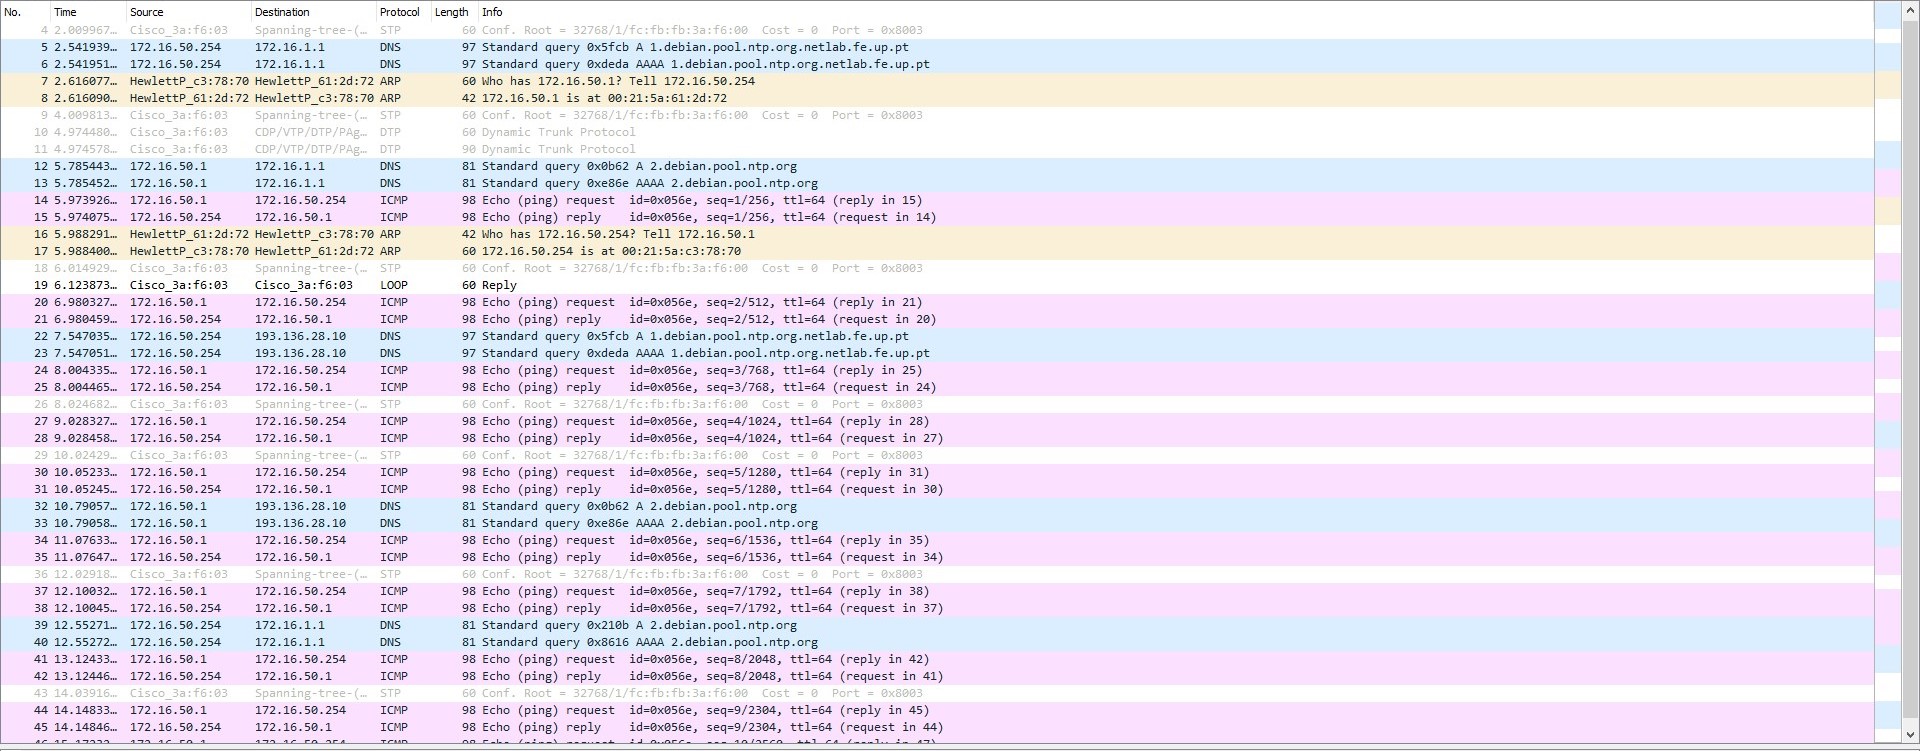 No. Time Source Destination Protocol Length Info
4 2.009967… Cisco_3a:f6:03 Spanning-tree-(… STP 60 Conf. Root = 32768/1/fc:fb:fb:3a:f6:00 Cost = 0 Port = 0x8003
5 2.541939… 172.16.50.254 172.16.1.1 DNS 97 Standard query 0x5fcb A 1.debian.pool.ntp.org.netlab.fe.up.pt
6 2.541951… 172.16.50.254 172.16.1.1 DNS 97 Standard query 0xdeda AAAA 1.debian.pool.ntp.org.netlab.fe.up.pt
7 2.616077… HewlettP_c3:78:70 HewlettP_61:2d:72 ARP 60 Who has 172.16.50.1? Tell 172.16.50.254
8 2.616090… HewlettP_61:2d:72 HewlettP_c3:78:70 ARP 42 172.16.50.1 is at 00:21:5a:61:2d:72
9 4.009813… Cisco_3a:f6:03 Spanning-tree-(… STP 60 Conf. Root = 32768/1/fc:fb:fb:3a:f6:00 Cost = 0 Port = 0x8003
10 4.974480… Cisco_3a:f6:03 CDP/VTP/DTP/PAg… DTP 60 Dynamic Trunk Protocol
11 4.974578… Cisco_3a:f6:03 CDP/VTP/DTP/PAg… DTP 90 Dynamic Trunk Protocol
12 5.785443… 172.16.50.1 172.16.1.1 DNS 81 Standard query 0x0b62 A 2.debian.pool.ntp.org
13 5.785452… 172.16.50.1 172.16.1.1 DNS 81 Standard query 0xe86e AAAA 2.debian.pool.ntp.org
14 5.973926… 172.16.50.1 172.16.50.254 ICMP 98 Echo (ping) request id=0x056e, seq=1/256, ttl=64 (reply in 15)
15 5.974075… 172.16.50.254 172.16.50.1 ICMP 98 Echo (ping) reply id=0x056e, seq=1/256, ttl=64 (request in 14)
16 5.988291… HewlettP_61:2d:72 HewlettP_c3:78:70 ARP 42 Who has 172.16.50.254? Tell 172.16.50.1
17 5.988400… HewlettP_c3:78:70 HewlettP_61:2d:72 ARP 60 172.16.50.254 is at 00:21:5a:c3:78:70
18 6.014929… Cisco_3a:f6:03 Spanning-tree-(… STP 60 Conf. Root = 32768/1/fc:fb:fb:3a:f6:00 Cost = 0 Port = 0x8003
19 6.123873… Cisco_3a:f6:03 Cisco_3a:f6:03 LOOP 60 Reply
20 6.980327… 172.16.50.1 172.16.50.254 ICMP 98 Echo (ping) request id=0x056e, seq=2/512, ttl=64 (reply in 21)
21 6.980459… 172.16.50.254 172.16.50.1 ICMP 98 Echo (ping) reply id=0x056e, seq=2/512, ttl=64 (request in 20)
22 7.547035… 172.16.50.254 193.136.28.10 DNS 97 Standard query 0x5fcb A 1.debian.pool.ntp.org.netlab.fe.up.pt
23 7.547051… 172.16.50.254 193.136.28.10 DNS 97 Standard query 0xdeda AAAA 1.debian.pool.ntp.org.netlab.fe.up.pt
24 8.004335… 172.16.50.1 172.16.50.254 ICMP 98 Echo (ping) request id=0x056e, seq=3/768, ttl=64 (reply in 25)
25 8.004465… 172.16.50.254 172.16.50.1 ICMP 98 Echo (ping) reply id=0x056e, seq=3/768, ttl=64 (request in 24)
26 8.024682… Cisco_3a:f6:03 Spanning-tree-(… STP 60 Conf. Root = 32768/1/fc:fb:fb:3a:f6:00 Cost = 0 Port = 0x8003
27 9.028327… 172.16.50.1 172.16.50.254 ICMP 98 Echo (ping) request id=0x056e, seq=4/1024, ttl=64 (reply in 28)
28 9.028458… 172.16.50.254 172.16.50.1 ICMP 98 Echo (ping) reply id=0x056e, seq=4/1024, ttl=64 (request in 27)
29 10.02429… Cisco_3a:f6:03 Spanning-tree-(… STP 60 Conf. Root = 32768/1/fc:fb:fb:3a:f6:00 Cost = 0 Port = 0x8003
30 10.05233… 172.16.50.1 172.16.50.254 ICMP 98 Echo (ping) request id=0x056e, seq=5/1280, ttl=64 (reply in 31)
31 10.05245… 172.16.50.254 172.16.50.1 ICMP 98 Echo (ping) reply id=0x056e, seq=5/1280, ttl=64 (request in 30)
32 10.79057… 172.16.50.1 193.136.28.10 DNS 81 Standard query 0x0b62 A 2.debian.pool.ntp.org
33 10.79058… 172.16.50.1 193.136.28.10 DNS 81 Standard query 0xe86e AAAA 2.debian.pool.ntp.org
34 11.07633… 172.16.50.1 172.16.50.254 ICMP 98 Echo (ping) request id=0x056e, seq=6/1536, ttl=64 (reply in 35)
35 11.07647… 172.16.50.254 172.16.50.1 ICMP 98 Echo (ping) reply id=0x056e, seq=6/1536, ttl=64 (request in 34)
36 12.02918… Cisco_3a:f6:03 Spanning-tree-(… STP 60 Conf. Root = 32768/1/fc:fb:fb:3a:f6:00 Cost = 0 Port = 0x8003
37 12.10032… 172.16.50.1 172.16.50.254 ICMP 98 Echo (ping) request id=0x056e, seq=7/1792, ttl=64 (reply in 38)
38 12.10045… 172.16.50.254 172.16.50.1 ICMP 98 Echo (ping) reply id=0x056e, seq=7/1792, ttl=64 (request in 37)
39 12.55271… 172.16.50.254 172.16.1.1 DNS 81 Standard query 0x210b A 2.debian.pool.ntp.org
40 12.55272… 172.16.50.254 172.16.1.1 DNS 81 Standard query 0x8616 AAAA 2.debian.pool.ntp.org
41 13.12433… 172.16.50.1 172.16.50.254 ICMP 98 Echo (ping) request id=0x056e, seq=8/2048, ttl=64 (reply in 42)
42 13.12446… 172.16.50.254 172.16.50.1 ICMP 98 Echo (ping) reply id=0x056e, seq=8/2048, ttl=64 (request in 41)
43 14.03916… Cisco_3a:f6:03 Spanning-tree-(… STP 60 Conf. Root = 32768/1/fc:fb:fb:3a:f6:00 Cost = 0 Port = 0x8003
44 14.14833… 172.16.50.1 172.16.50.254 ICMP 98 Echo (ping) request id=0x056e, seq=9/2304, ttl=64 (reply in 45)
45 14.14846… 172.16.50.254 172.16.50.1 ICMP 98 Echo (ping) reply id=0x056e, seq=9/2304, ttl=64 (request in 44)